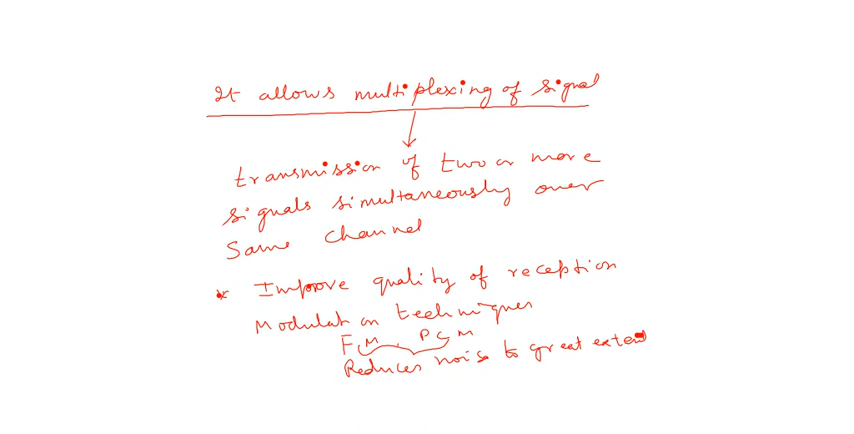 It allows multiplexing of signal
transmission of two or more
signals simultaneously over
Same channel
* Improve quality of reception
Modulation techniques
FM, PCM
Reduces noise to great extent